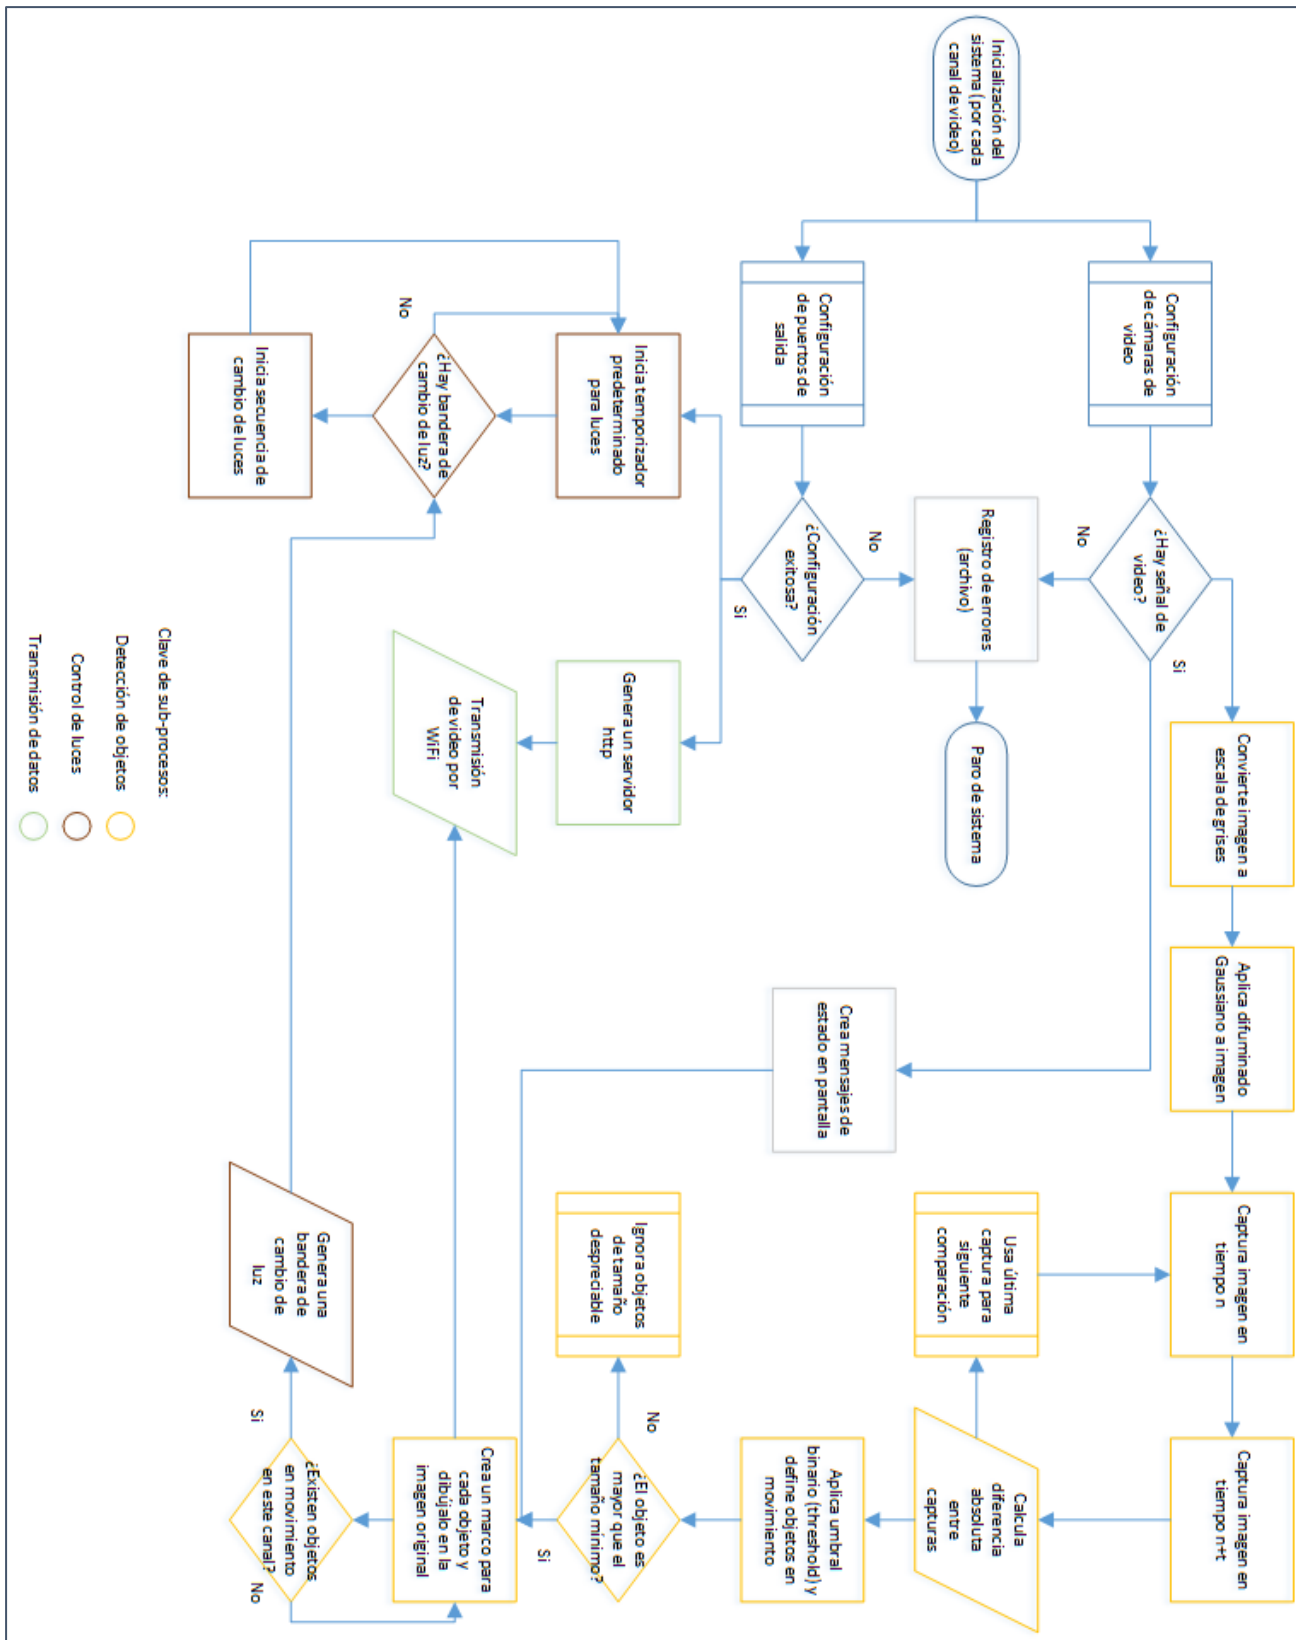 Inicialización del
sistema (por cada
canal de video)
Configuración
de cámaras de
video
Configuración
de puertos de
salida
¿Hay señal de
video?
Si
No
Registro de errores
(archivo)
No
¿Configuración
exitosa?
Si
Paro de sistema
Convierte imagen a
escala de grises
Aplica difuminado
Gaussiano a imagen
Captura imagen en
tiempo n
Captura imagen en
tiempo n+t
Usa última
captura para
siguiente
comparación
Calcula
diferencia
absoluta
entre
capturas
Crea mensajes de
estado en pantalla
Aplica umbral
binario (threshold) y
define objetos en
movimiento
Inicia temporizador
predeterminado
para luces
Genera un servidor
http
Ignora objetos
de tamaño
despreciable
No
¿El objeto es
mayor que el
tamaño mínimo?
Si
No
¿Hay bandera de
cambio de luz?
Transmisión
de video por
WiFi
Crea un marco para
cada objeto y
dibújalo en la
imagen original
Inicia secuencia de
cambio de luces
Genera una
bandera de
cambio de
luz
Si
¿Existen objetos
en movimiento
en este canal?
No
Clave de sub-procesos:
Detección de objetos
Control de luces
Transmisión de datos